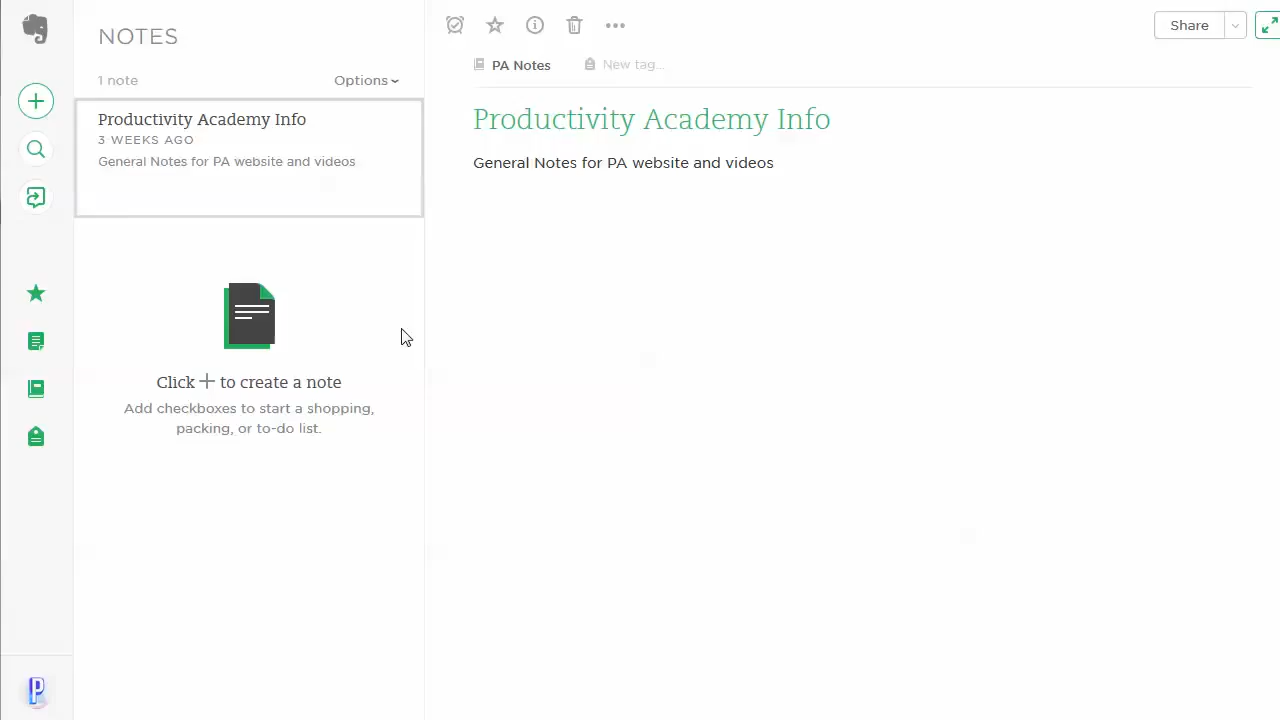 NOTES
1 note
Options
Productivity Academy Info
3 WEEKS AGO
General Notes for PA website and videos
Click + to create a note
Add checkboxes to start a shopping,
packing, or to-do list.
Share
PA Notes
New tag...
Productivity Academy Info
General Notes for PA website and videos
P